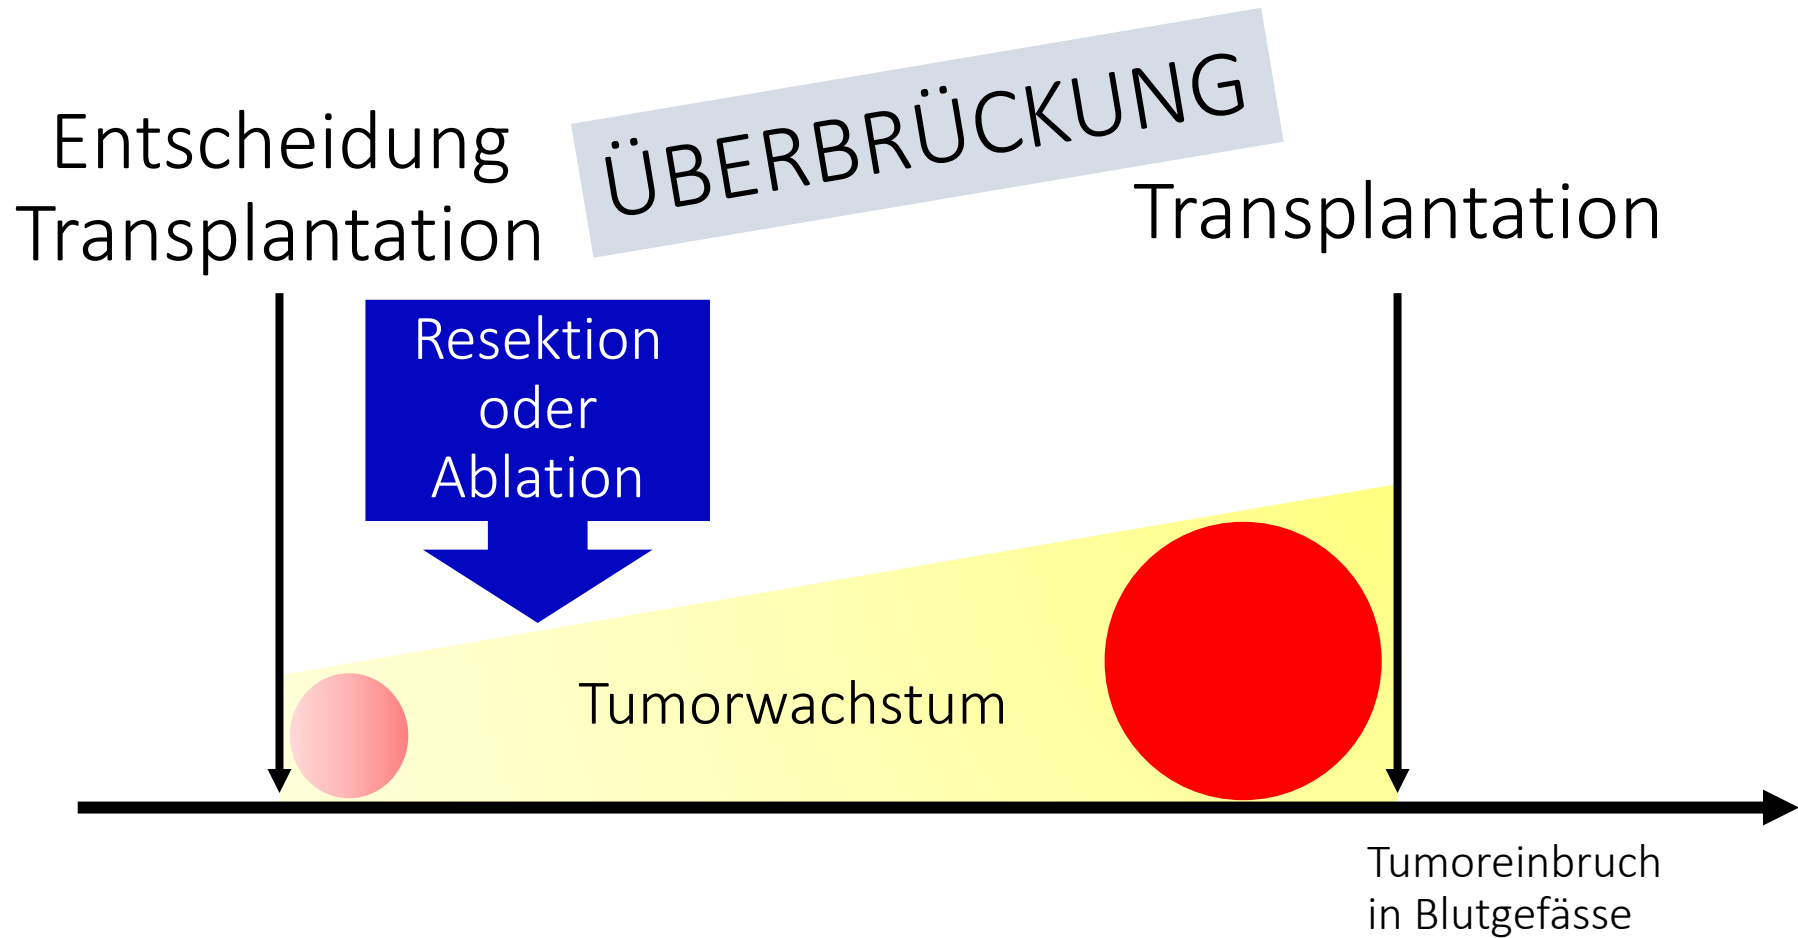 Entscheidung
Transplantation
ÜBERBRÜCKUNG
Transplantation
Resektion
oder
Ablation
Tumorwachstum
Tumoreinbruch
in Blutgefässe